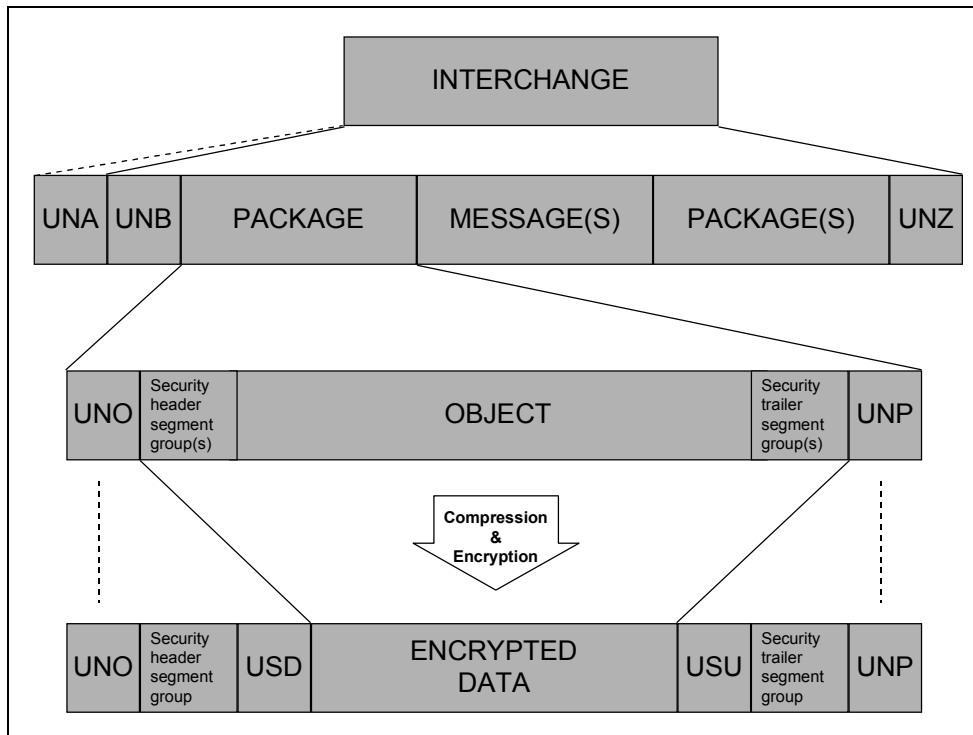 INTERCHANGE
UNA
UNB
PACKAGE
MESSAGE(S)
PACKAGE(S)
UNZ
UNO
Security
header
segment
group(s)
OBJECT
Security
trailer
segment
group(s)
UNP
Compression
&
Encryption
UNO
Security
header
segment
group
USD
ENCRYPTED
DATA
USU
Security
trailer
segment
group
UNP